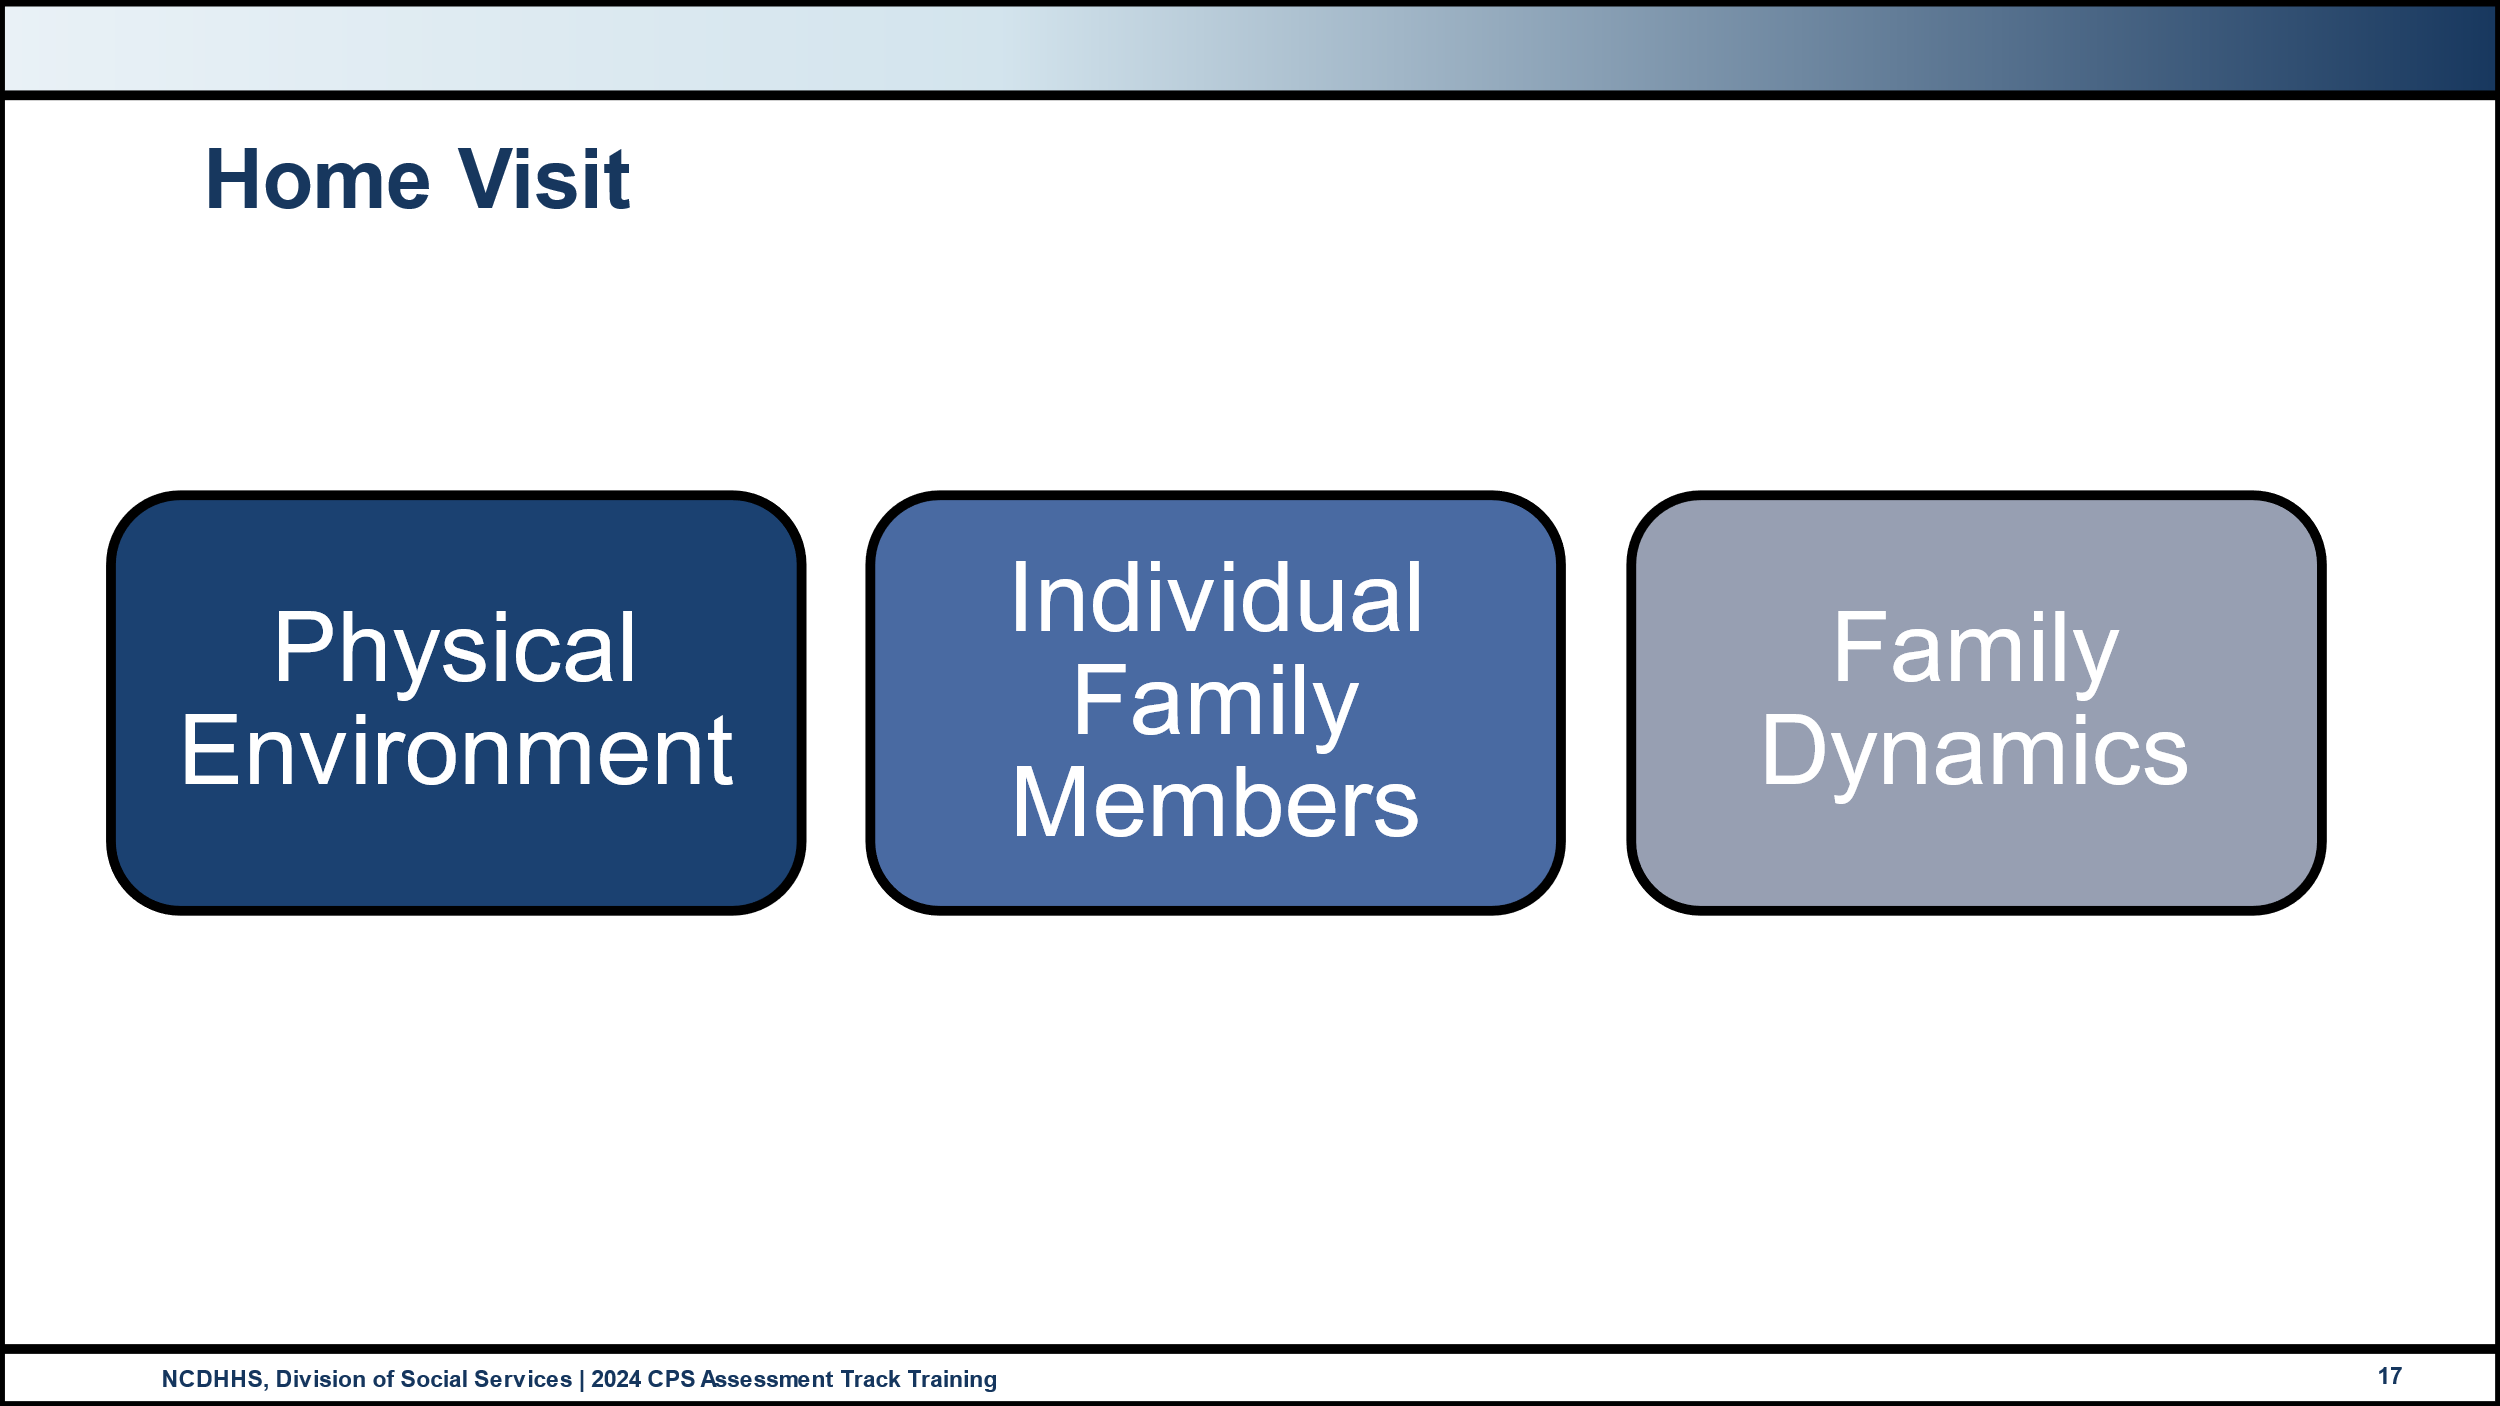 Home Visit
Physical
Environment
Individual
Family
Members
Family
Dynamics
NCDHHS, Division of Social Services | 2024 CPS Assessment Track Training
17